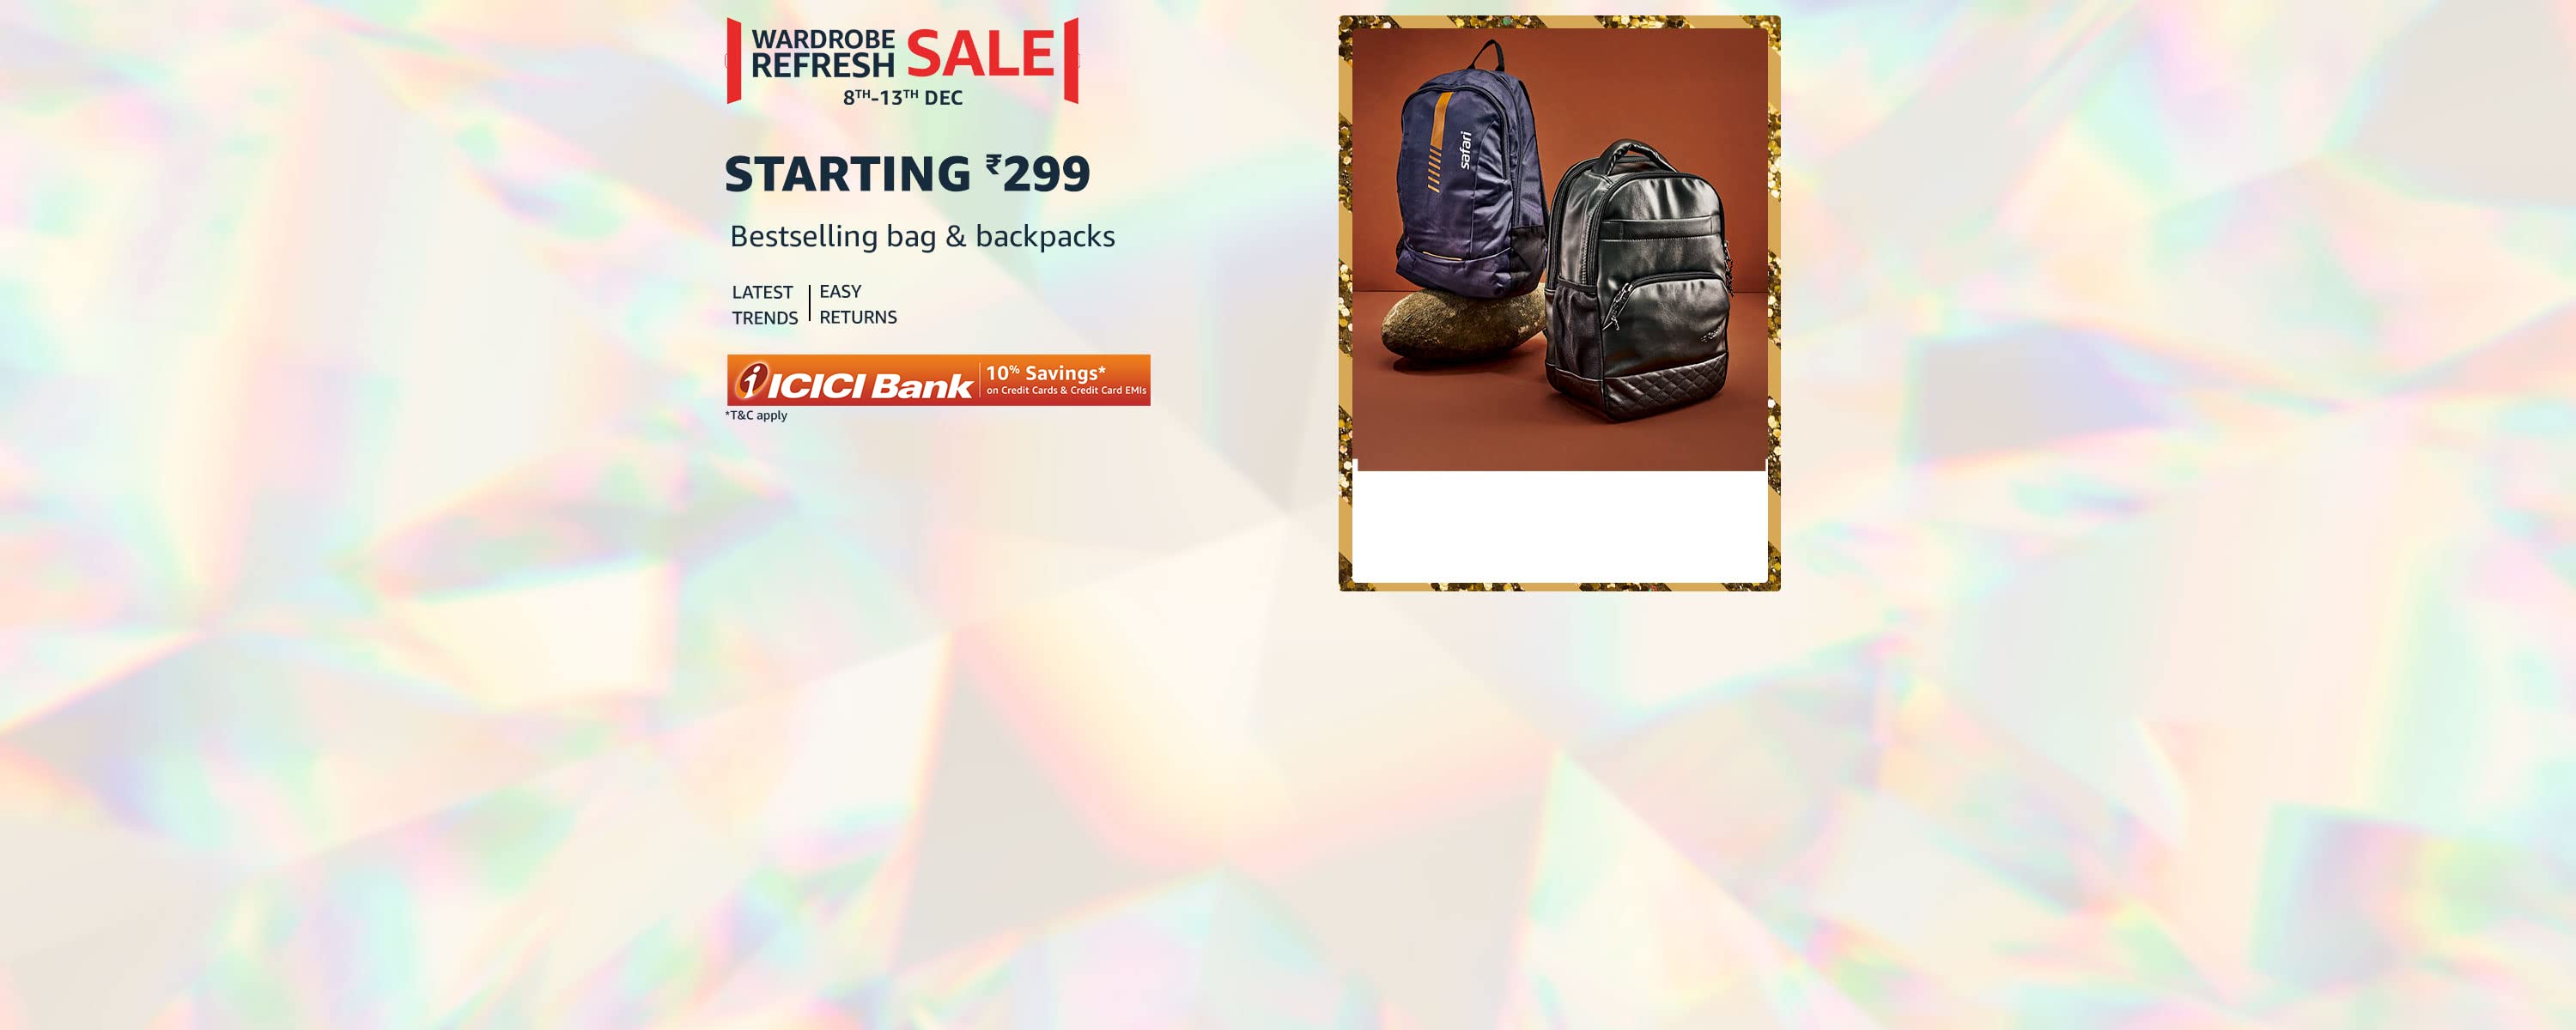 WARDROBE
REFRESH SALE
8TH-13TH DEC
STARTING ₹299
Bestselling bag & backpacks
LATEST
TRENDS
EASY
RETURNS
i ICICI Bank
10% Savings*
on Credit Cards & Credit Card EMIs
*T&C apply
safari